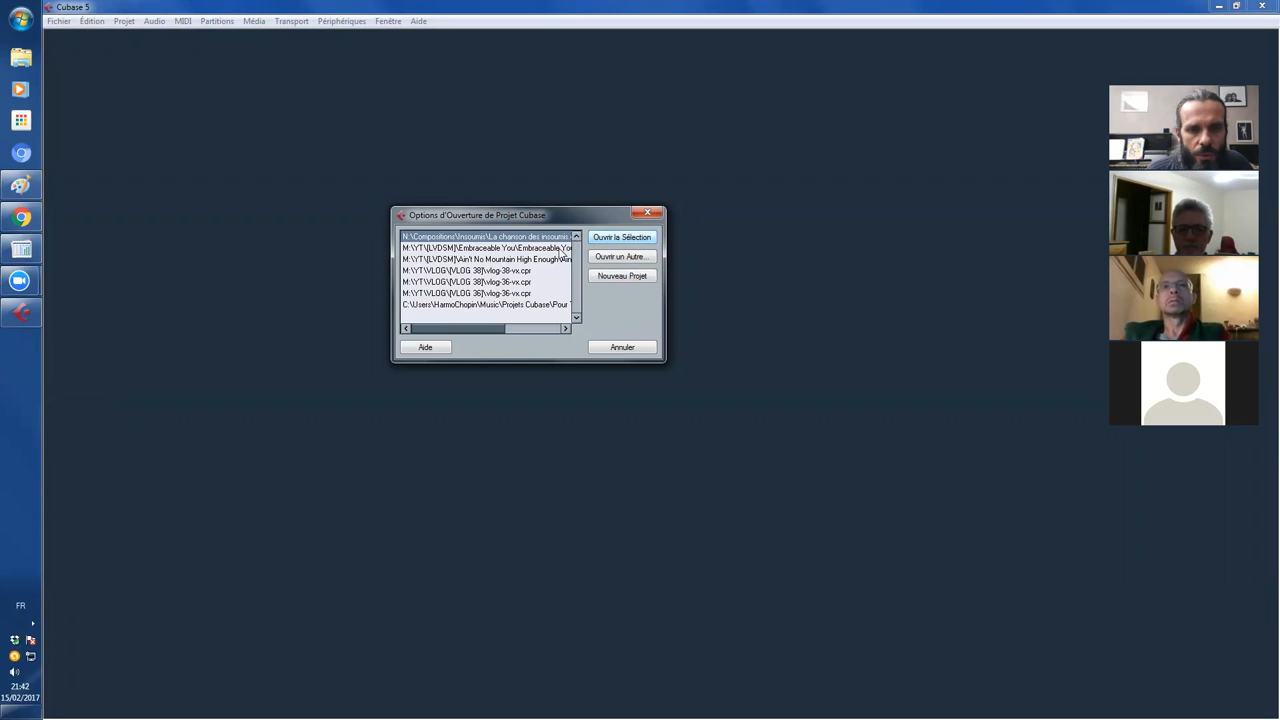 Cubase 5
Fichier Édition Projet Audio MIDI Partitions Média Transport Périphériques Fenêtre Aide
Options d'Ouverture de Projet Cubase
N:\Compositions\Insoumis\La chanson des insoumis
M:\YT\[LVDSM]\Embraceable You\Embraceable You
M:\YT\[LVDSM]\Ain't No Mountain High Enough\Ain
M:\YT\VLOG\[VLOG 38]\vlog-38-vx.cpr
M:\YT\VLOG\[VLOG 38]\vlog-36-vx.cpr
M:\YT\VLOG\[VLOG 36]\vlog-36-vx.cpr
C:\Users\HarmoChopin\Music\Projets Cubase\Pour
Ouvrir la Sélection
Ouvrir un Autre...
Nouveau Projet
Aide
Annuler
FR
21:42
15/02/2017